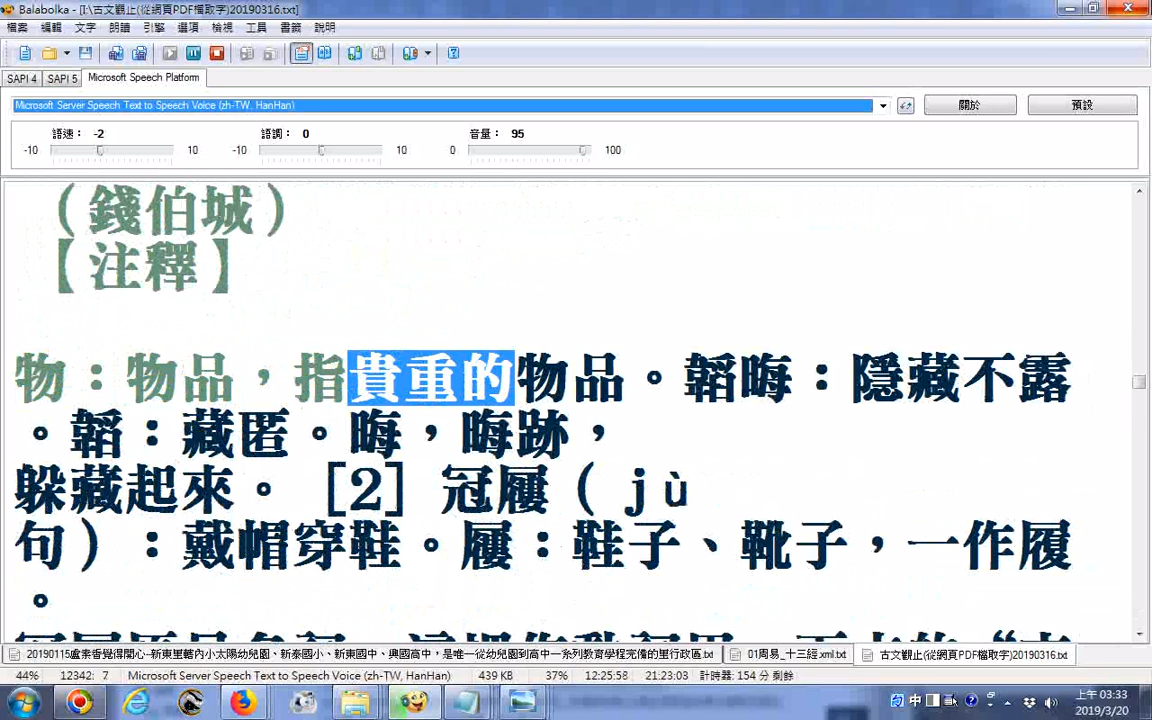 Balabolka - [I:\古文觀止(從網頁PDF檔取字)20190316.txt]
檔案 編輯 文字 朗讀 引擎 選項 檢視 工具 書籤 說明
SAPI 4 SAPI 5 Microsoft Speech Platform
Microsoft Server Speech Text to Speech Voice (zh-TW, HanHan)
關於 預設
語速： -2 語調： 0 音量： 95
-10 10 -10 10 0 100
（錢伯城）
【注釋】
物：物品，指貴重的物品。韜晦：隱藏不露
。韜：藏匿。晦，晦跡，
躲藏起來。 [2] 冠屨（jù
句）：戴帽穿鞋。屨：鞋子、靴子，一作履
。
20190115盧素香覺得開心--新東里轄內小太陽幼兒園、新泰國小、新東國中、興國高中，是唯一從幼兒園到高中一系列教育學程完備的里行政區.txt 01周易_十三經.xml.txt 古文觀止(從網頁PDF檔取字)20190316.txt
44% 12342: 7 Microsoft Server Speech Text to Speech Voice (zh-TW, HanHan) 439 KB 37% 12:25:58 21:23:03 計時器: 154 分 剩餘
中 上午 03:33
2019/3/20